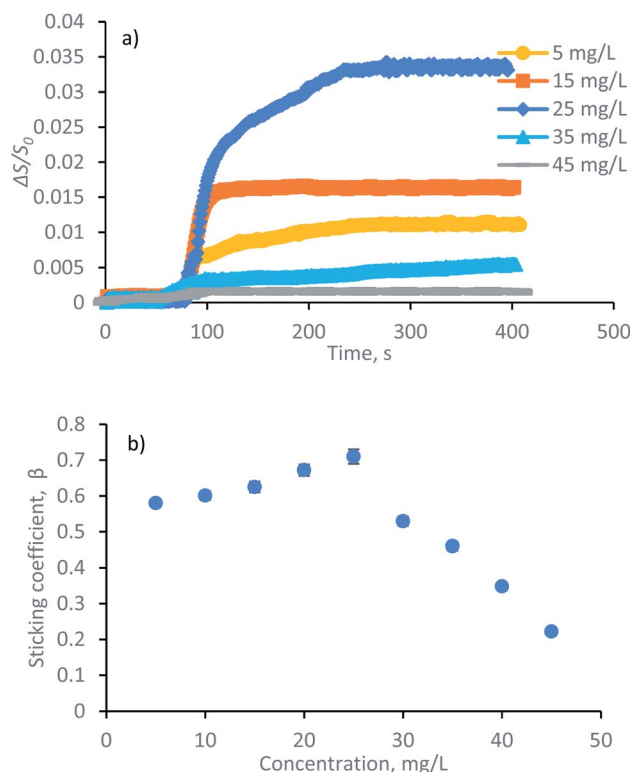 a)
0.04
0.035
0.03
0.025
0.02
0.015
0.01
0.005
0
ΔS/S0
5 mg/L
15 mg/L
25 mg/L
35 mg/L
45 mg/L
0 100 200 300 400 500
Time, s
b)
0.8
0.7
0.6
0.5
0.4
0.3
0.2
0.1
0
Sticking coefficient, β
0 10 20 30 40 50
Concentration, mg/L